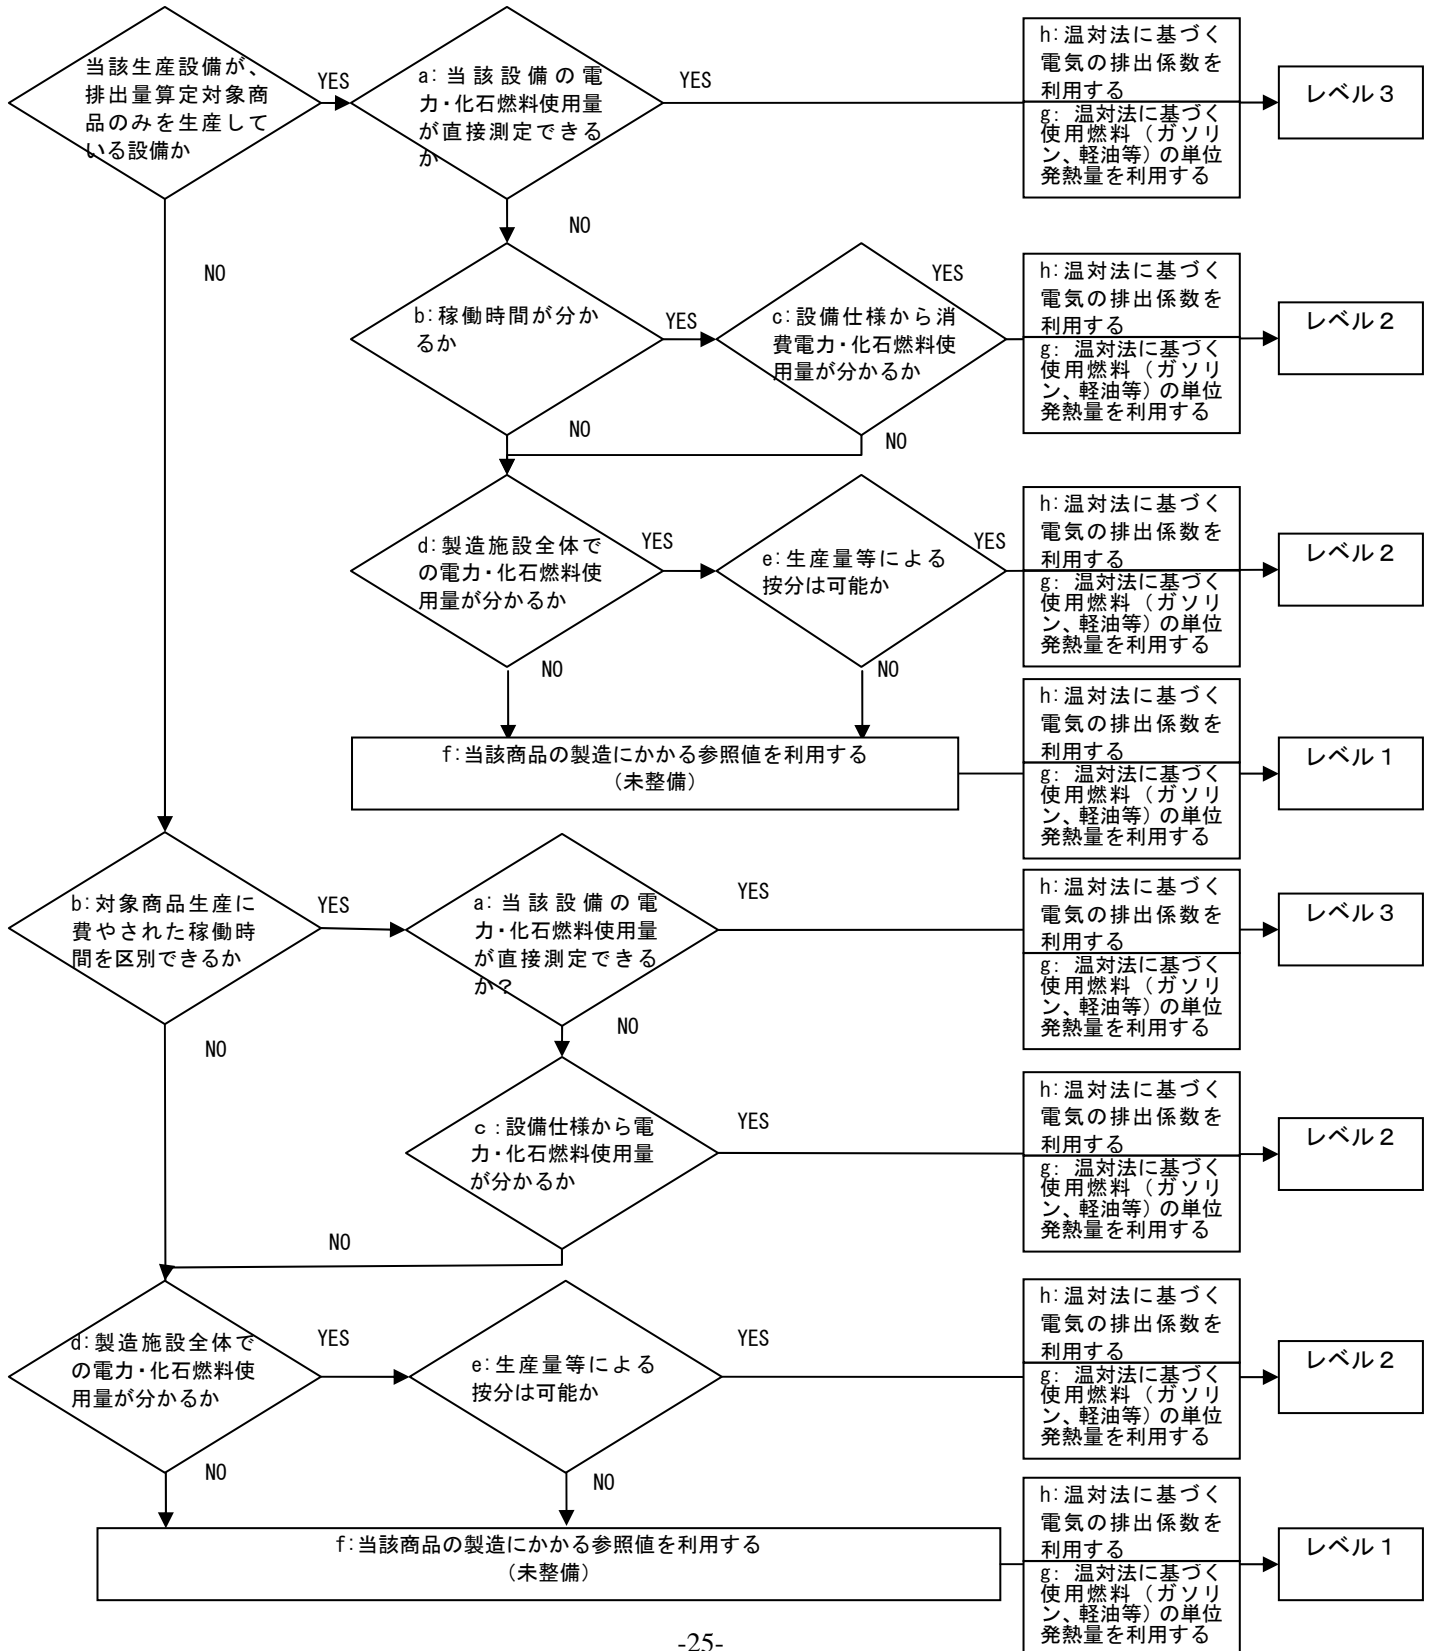 当該生産設備が、
排出量算定対象商
品のみを生産して
いる設備か
YES
a:当該設備の電
力・化石燃料使用量
が直接測定できる
か
YES
h:温対法に基づく
電気の排出係数を
利用する
g: 温対法に基づく
使用燃料（ガソリ
ン、軽油等）の単位
発熱量を利用する
レベル３
NO
NO
b:稼働時間が分か
るか
YES
c:設備仕様から消
費電力・化石燃料使
用量が分かるか
YES
h:温対法に基づく
電気の排出係数を
利用する
g: 温対法に基づく
使用燃料（ガソリ
ン、軽油等）の単位
発熱量を利用する
レベル２
NO
NO
d:製造施設全体で
の電力・化石燃料使
用量が分かるか
YES
e:生産量等による
按分は可能か
YES
h:温対法に基づく
電気の排出係数を
利用する
g: 温対法に基づく
使用燃料（ガソリ
ン、軽油等）の単位
発熱量を利用する
レベル２
NO
NO
f:当該商品の製造にかかる参照値を利用する
（未整備）
h:温対法に基づく
電気の排出係数を
利用する
g: 温対法に基づく
使用燃料（ガソリ
ン、軽油等）の単位
発熱量を利用する
レベル１
b:対象商品生産に
費やされた稼働時
間を区別できるか
YES
a:当該設備の電
力・化石燃料使用量
が直接測定できる
か？
YES
h:温対法に基づく
電気の排出係数を
利用する
g: 温対法に基づく
使用燃料（ガソリ
ン、軽油等）の単位
発熱量を利用する
レベル３
NO
NO
ｃ:設備仕様から電
力・化石燃料使用量
が分かるか
YES
h:温対法に基づく
電気の排出係数を
利用する
g: 温対法に基づく
使用燃料（ガソリ
ン、軽油等）の単位
発熱量を利用する
レベル２
NO
d:製造施設全体で
の電力・化石燃料使
用量が分かるか
YES
e:生産量等による
按分は可能か
YES
h:温対法に基づく
電気の排出係数を
利用する
g: 温対法に基づく
使用燃料（ガソリ
ン、軽油等）の単位
発熱量を利用する
レベル２
NO
NO
f:当該商品の製造にかかる参照値を利用する
（未整備）
h:温対法に基づく
電気の排出係数を
利用する
g: 温対法に基づく
使用燃料（ガソリ
ン、軽油等）の単位
発熱量を利用する
レベル１
-25-